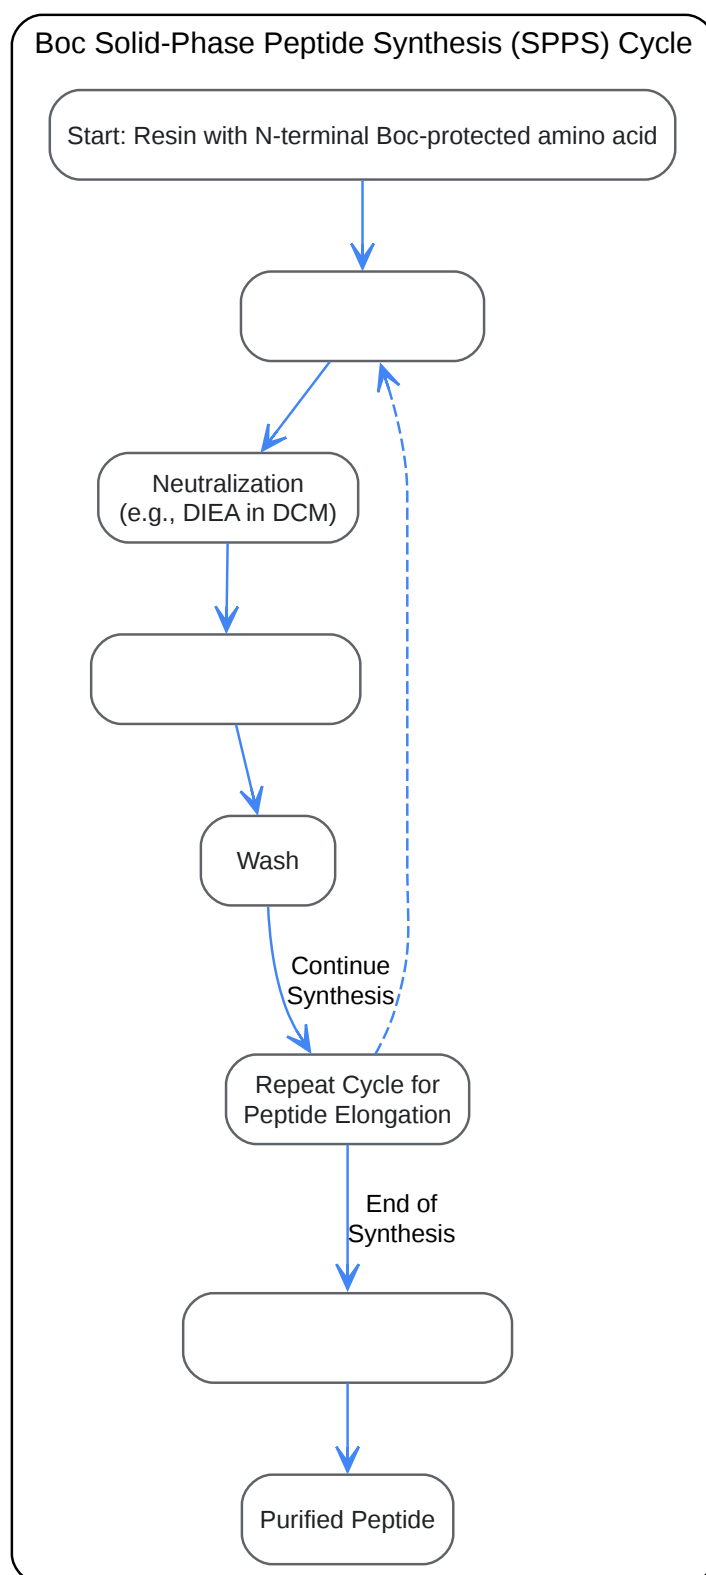 Boc Solid-Phase Peptide Synthesis (SPPS) Cycle
Start: Resin with N-terminal Boc-protected amino acid
Neutralization
(e.g., DIEA in DCM)
Wash
Continue
Synthesis
Repeat Cycle for
Peptide Elongation
End of
Synthesis
Purified Peptide